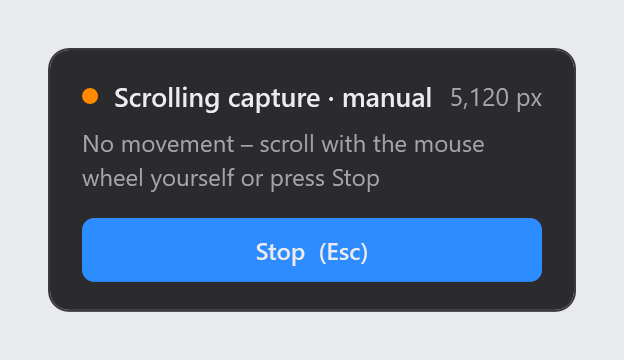 Scrolling capture · manual 5,120 px
No movement – scroll with the mouse
wheel yourself or press Stop
Stop (Esc)